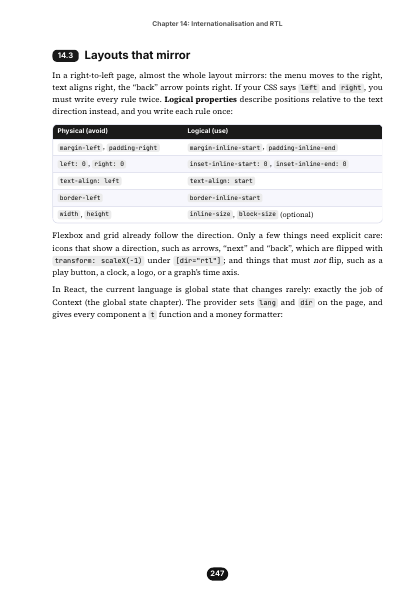 Chapter 14: Internationalisation and RTL
14.3 Layouts that mirror
In a right-to-left page, almost the whole layout mirrors: the menu moves to the right,
text aligns right, the “back” arrow points right. If your CSS says left and right, you
must write every rule twice. Logical properties describe positions relative to the text
direction instead, and you write each rule once:
Physical (avoid) Logical (use)
margin-left, padding-right margin-inline-start, padding-inline-end
left: 0, right: 0 inset-inline-start: 0, inset-inline-end: 0
text-align: left text-align: start
border-left border-inline-start
width, height inline-size, block-size (optional)
Flexbox and grid already follow the direction. Only a few things need explicit care:
icons that show a direction, such as arrows, “next” and “back”, which are flipped with
transform: scaleX(-1) under [dir="rtl"]; and things that must not flip, such as a
play button, a clock, a logo, or a graph’s time axis.
In React, the current language is global state that changes rarely: exactly the job of
Context (the global state chapter). The provider sets lang and dir on the page, and
gives every component a t function and a money formatter:
247